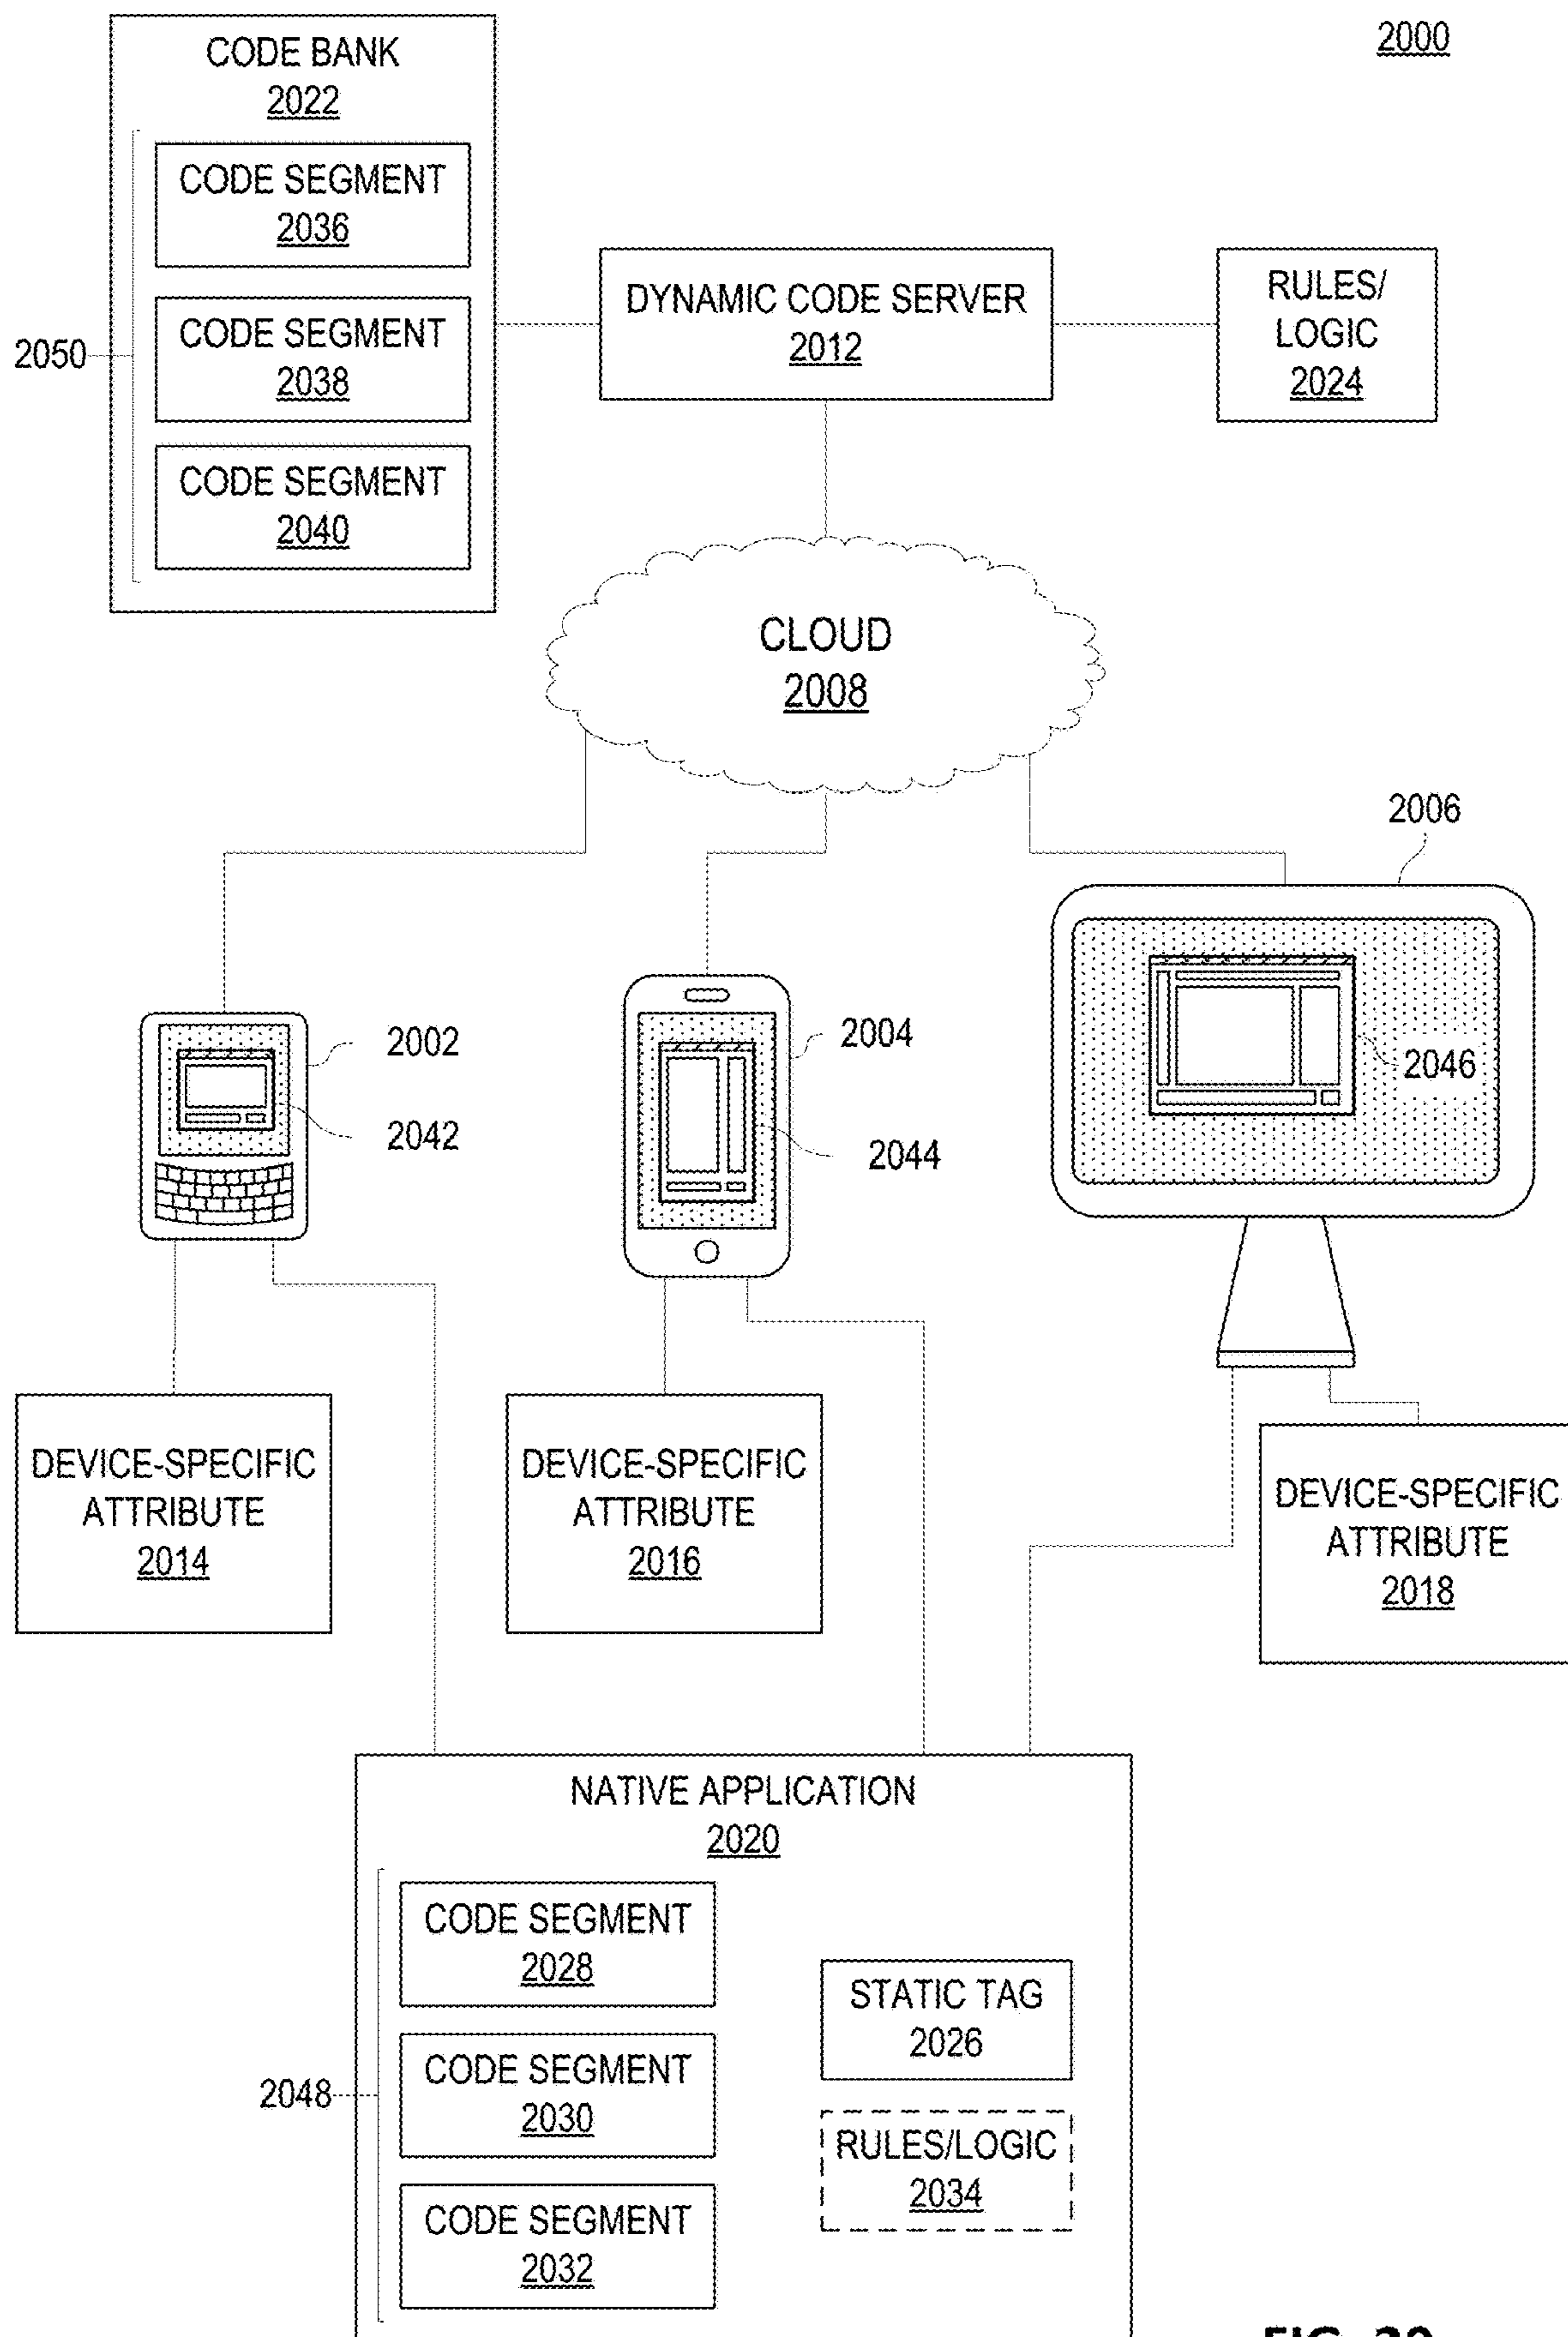 2000
CODE BANK
2022
CODE SEGMENT
2036
CODE SEGMENT
2038
CODE SEGMENT
2040
2050
DYNAMIC CODE SERVER
2012
RULES/
LOGIC
2024
CLOUD
2008
2006
2002
2042
2004
2044
2046
DEVICE-SPECIFIC
ATTRIBUTE
2014
DEVICE-SPECIFIC
ATTRIBUTE
2016
DEVICE-SPECIFIC
ATTRIBUTE
2018
NATIVE APPLICATION
2020
CODE SEGMENT
2028
CODE SEGMENT
2030
CODE SEGMENT
2032
2048
STATIC TAG
2026
RULES/LOGIC
2034
FIG.